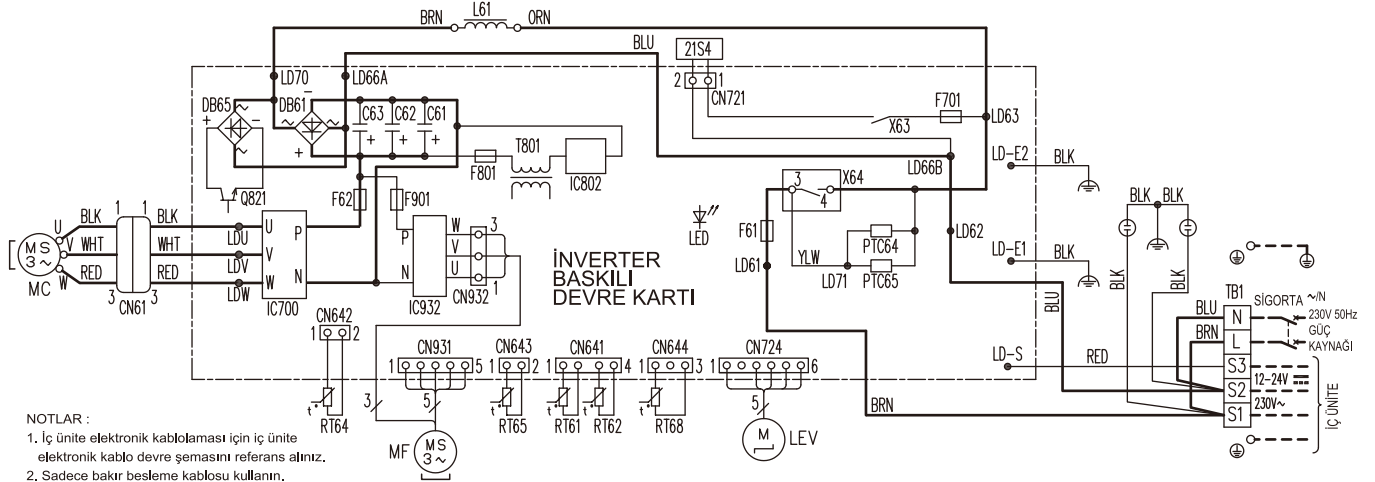 BRN L61 ORN
BLU
21S4
LD70 LD66A
2 1
CN721
DB65 DB61
C63 C62 C61
F701
X63
LD63
T801
F801
IC802
LD66B
LD-E2 BLK
Q821
F62 F901
3 X64
4
LED
F61
LD62
PTC64
YLW
LD61 LD71 PTC65
LD-E1 BLK
BLK BLK
U BLK 1 1 BLK
V WHT WHT
W RED 3 3 RED
MS
3~
MC
CN61
LDU U P
LDV V
LDW W N
IC700
P
N
IC932
W 3
V
U 1
CN932
İNVERTER
BASKILI
DEVRE KARTI
BLK BLK
BLU
TB1
SİGORTA ~/N
BLU N 230V 50Hz
BRN L GÜÇ
KAYNAĞI
S3
S2 12-24V
S1 230V~
İÇ ÜNİTE
CN642
1 2
CN931
1 5
CN643
1 2
CN641
1 4
CN644
1 3
CN724
1 6
LD-S RED
BRN
t° RT64
3 5
t° RT65
t° RT61 t° RT62
t° RT68
5
MF MS
3~
M LEV
NOTLAR :
1. İç ünite elektronik kablolaması için iç ünite
elektronik kablo devre şemasını referans alınız.
2. Sadece bakır besleme kablosu kullanın.